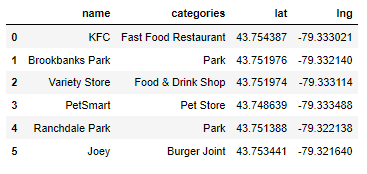 name categories lat lng
0 KFC Fast Food Restaurant 43.754387 -79.333021
1 Brookbanks Park Park 43.751976 -79.332140
2 Variety Store Food & Drink Shop 43.751974 -79.333114
3 PetSmart Pet Store 43.748639 -79.333488
4 Ranchdale Park Park 43.751388 -79.322138
5 Joey Burger Joint 43.753441 -79.321640